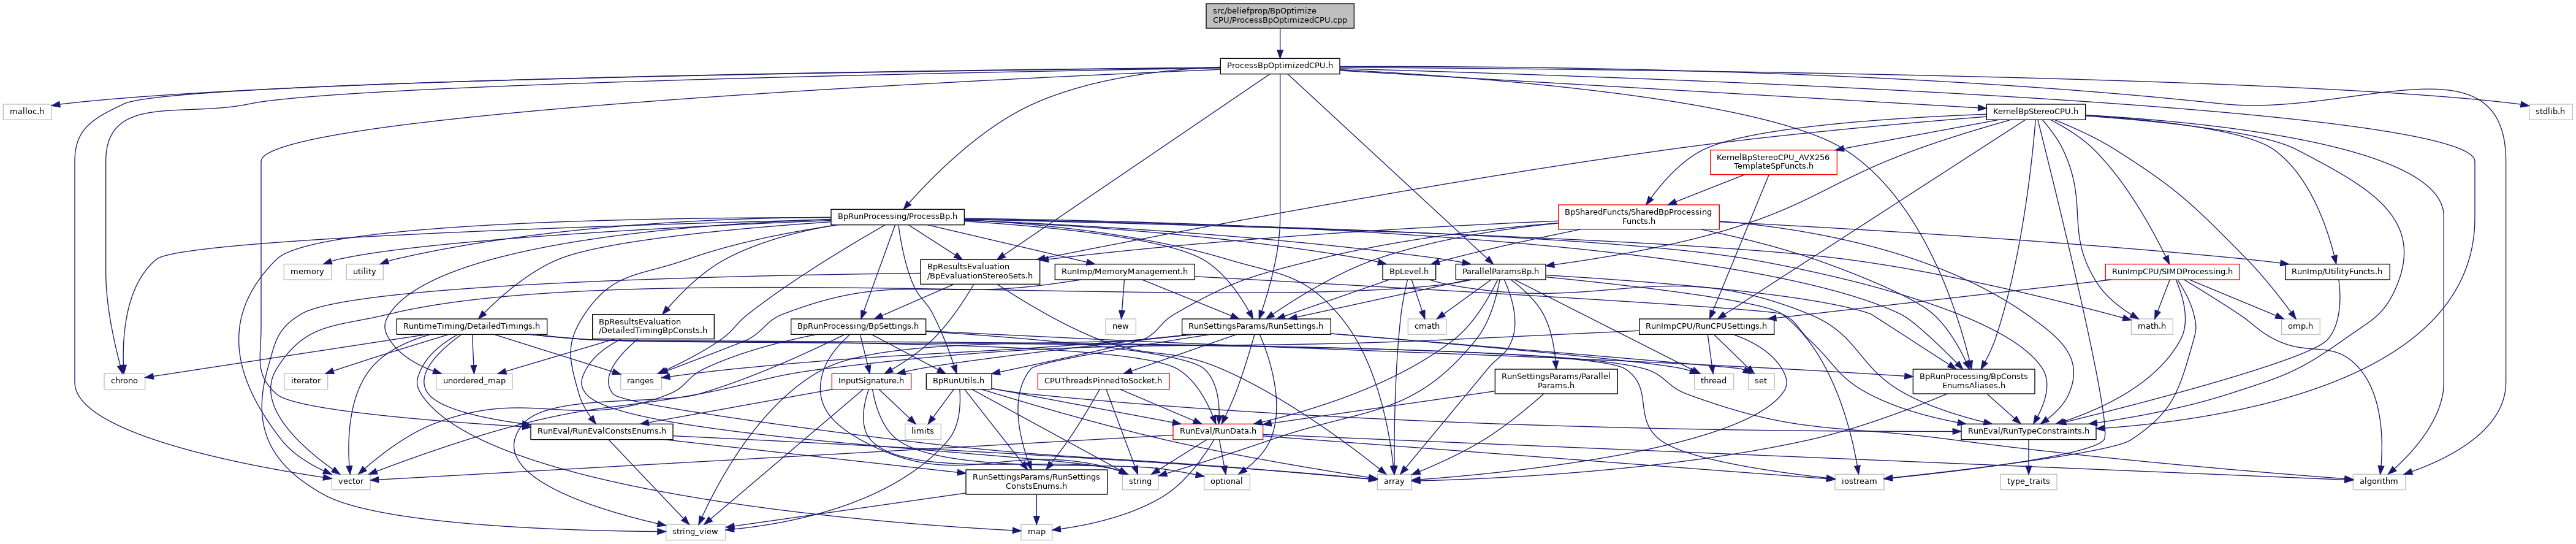 src/beliefprop/BpOptimize
CPU/ProcessBpOptimizedCPU.cpp
ProcessBpOptimizedCPU.h
malloc.h
KernelBpStereoCPU.h
stdlib.h
KernelBpStereoCPU_AVX256
TemplateSpFuncts.h
BpRunProcessing/ProcessBp.h
BpSharedFuncts/SharedBpProcessing
Functs.h
memory
utility
BpResultsEvaluation
/BpEvaluationStereoSets.h
RunImp/MemoryManagement.h
BpLevel.h
ParallelParamsBp.h
RunImpCPU/SIMDProcessing.h
RunImp/UtilityFuncts.h
RuntimeTiming/DetailedTimings.h
BpResultsEvaluation
/DetailedTimingBpConsts.h
BpRunProcessing/BpSettings.h
new
RunSettingsParams/RunSettings.h
cmath
RunImpCPU/RunCPUSettings.h
math.h
omp.h
chrono
iterator
unordered_map
ranges
InputSignature.h
BpRunUtils.h
CPUThreadsPinnedToSocket.h
RunSettingsParams/Parallel
Params.h
thread
set
BpRunProcessing/BpConsts
EnumsAliases.h
RunEval/RunEvalConstsEnums.h
limits
RunEval/RunData.h
RunEval/RunTypeConstraints.h
vector
RunSettingsParams/RunSettings
ConstsEnums.h
string
optional
array
iostream
type_traits
algorithm
string_view
map